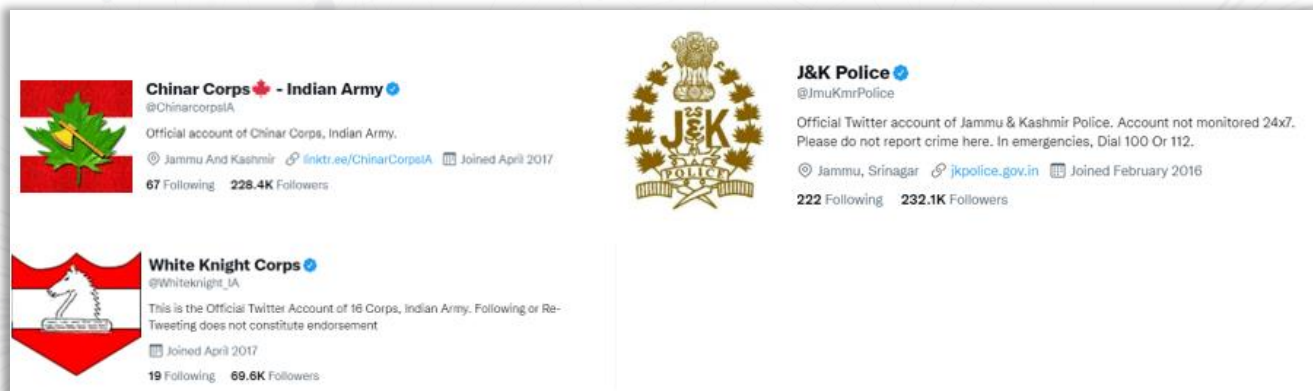 Chinar Corps🍁 - Indian Army
@ChinarcorpsIA
Official account of Chinar Corps, Indian Army.
Jammu And Kashmir linktr.ee/ChinarCorpsIA Joined April 2017
67 Following 228.4K Followers
J&K
POLICE
J&K Police
@JmuKmrPolice
Official Twitter account of Jammu & Kashmir Police. Account not monitored 24x7.
Please do not report crime here. In emergencies, Dial 100 Or 112.
Jammu, Srinagar jkpolice.gov.in Joined February 2016
222 Following 232.1K Followers
White Knight Corps
@Whiteknight_IA
This is the Official Twitter Account of 16 Corps, Indian Army. Following or Re-
Tweeting does not constitute endorsement
Joined April 2017
19 Following 69.6K Followers